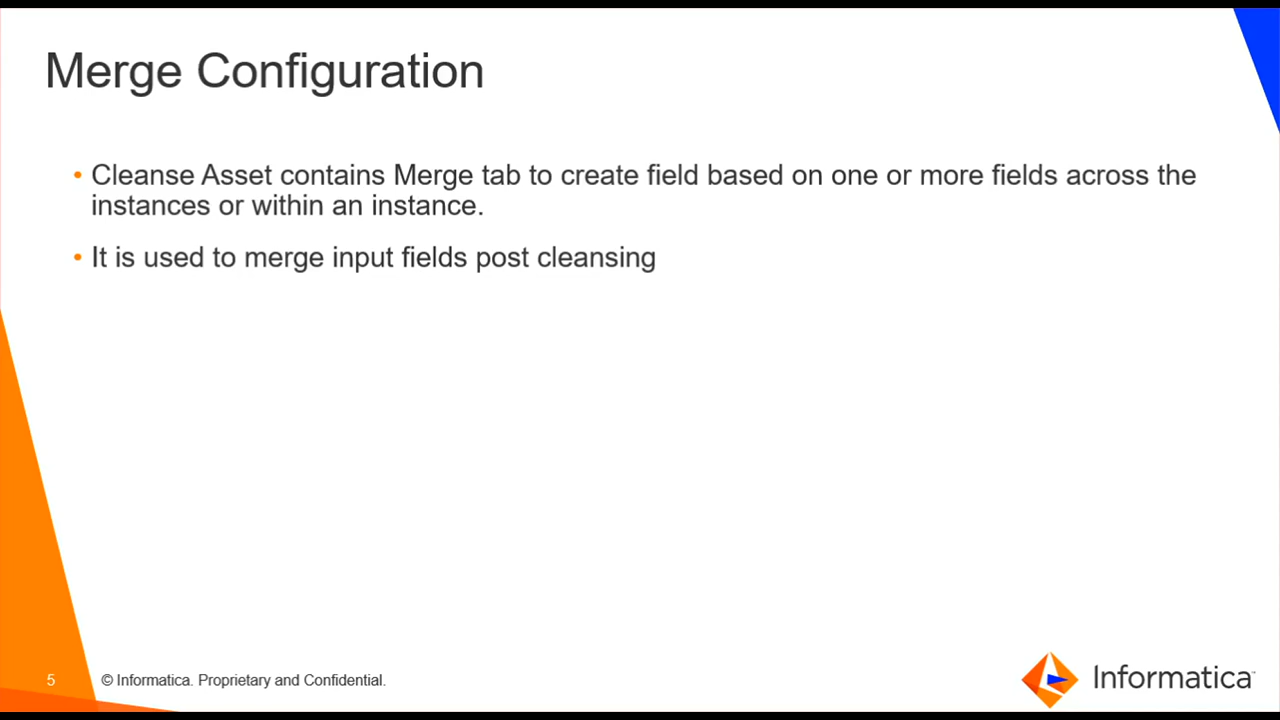 Merge Configuration
• Cleanse Asset contains Merge tab to create field based on one or more fields across the
instances or within an instance.
• It is used to merge input fields post cleansing
5 © Informatica. Proprietary and Confidential.
Informatica™